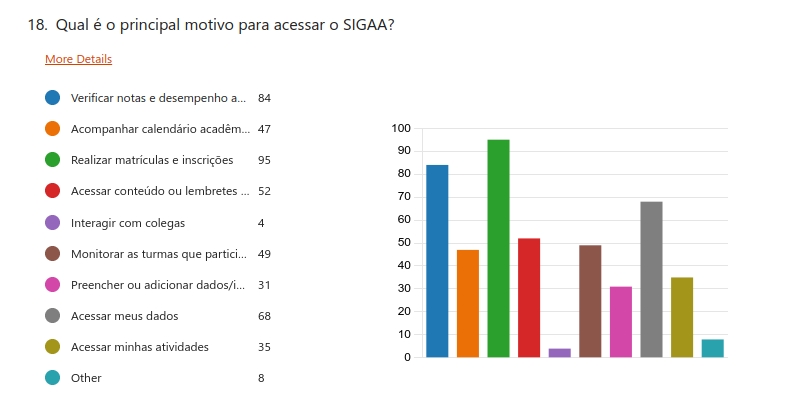 18. Qual é o principal motivo para acessar o SIGAA?
More Details
Verificar notas e desempenho a... 84
Acompanhar calendário acadêm... 47
Realizar matrículas e inscrições 95
Acessar conteúdo ou lembretes ... 52
Interagir com colegas 4
Monitorar as turmas que partici... 49
Preencher ou adicionar dados/i... 31
Acessar meus dados 68
Acessar minhas atividades 35
Other 8
100
90
80
70
60
50
40
30
20
10
0